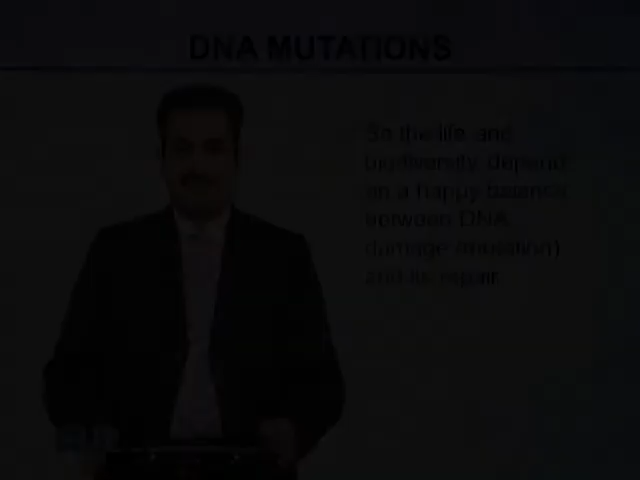 DNA MUTATIONS
So the life and
biodiversity depend
on a happy balance
between DNA
damage (mutation)
and its repair.